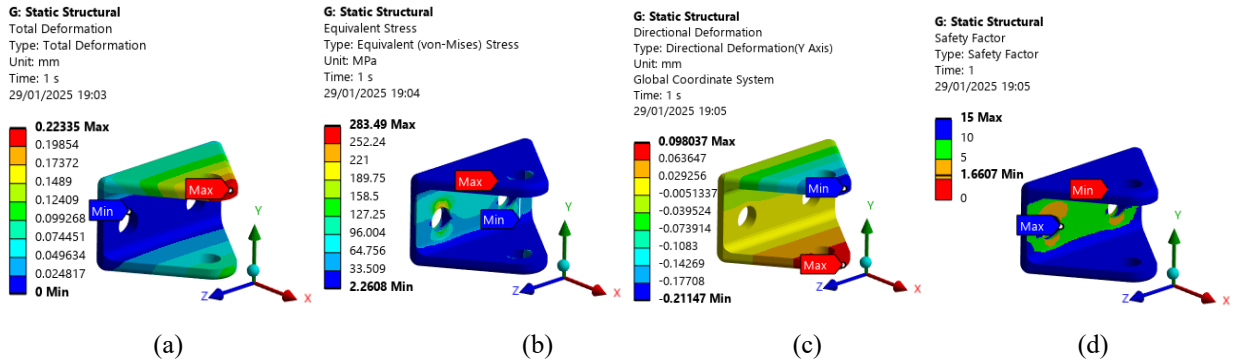 G: Static Structural
Total Deformation
Type: Total Deformation
Unit: mm
Time: 1 s
29/01/2025 19:03
0.22335 Max
0.19854
0.17372
0.1489
0.12409
0.099268
0.074451
0.049634
0.024817
0 Min
Max
Min
Y
Z
X
(a)
G: Static Structural
Equivalent Stress
Type: Equivalent (von-Mises) Stress
Unit: MPa
Time: 1 s
29/01/2025 19:04
283.49 Max
252.24
221
189.75
158.5
127.25
96.004
64.756
33.509
2.2608 Min
Max
Min
Y
Z
X
(b)
G: Static Structural
Directional Deformation
Type: Directional Deformation(Y Axis)
Unit: mm
Global Coordinate System
Time: 1 s
29/01/2025 19:05
0.098037 Max
0.063647
0.029256
-0.0051337
-0.039524
-0.073914
-0.1083
-0.14269
-0.17708
-0.21147 Min
Min
Max
Y
Z
X
(c)
G: Static Structural
Safety Factor
Type: Safety Factor
Time: 1
29/01/2025 19:05
15 Max
10
5
1.6607 Min
0
Min
Max
Y
Z
X
(d)